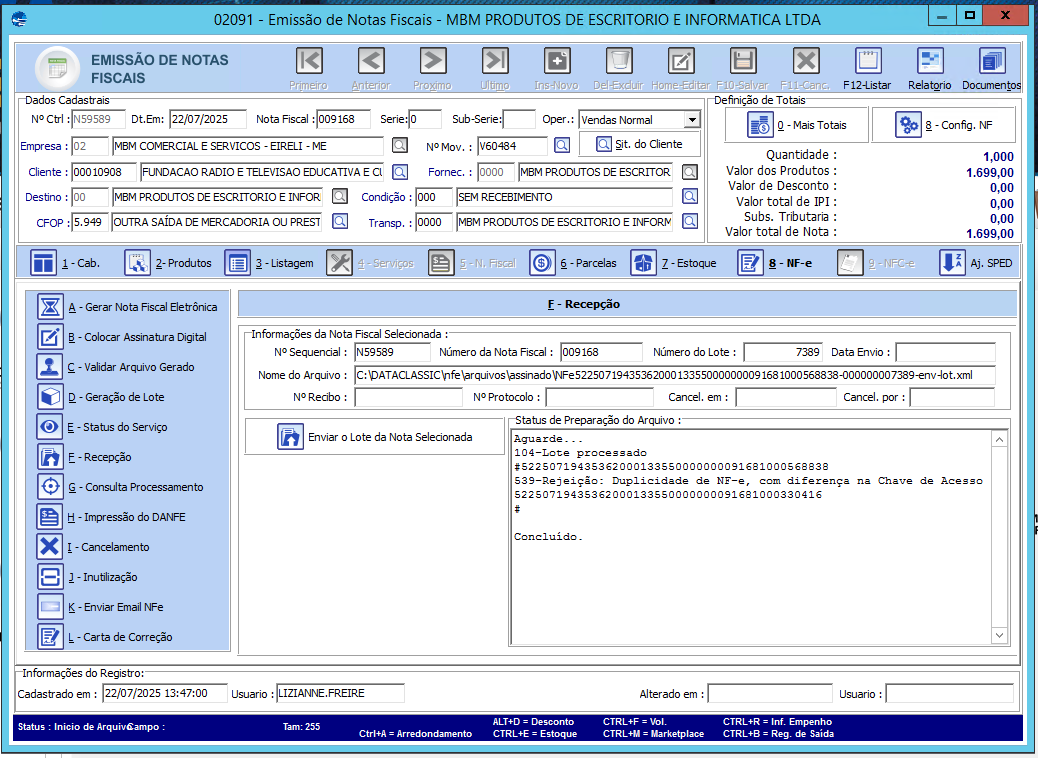 02091 - Emissão de Notas Fiscais - MBM PRODUTOS DE ESCRITORIO E INFORMATICA LTDA
EMISSÃO DE NOTAS
FISCAIS
Primeiro Anterior Proximo Ultimo Ins-Novo Del-Excluir Home-Editar F10-Salvar F11-Canc. F12-Listar Relatorio Documentos
Dados Cadastrais
Nº Ctrl : N59589 Dt.Em: 22/07/2025 Nota Fiscal : 009168 Serie: 0 Sub-Serie: Oper.: Vendas Normal
Empresa : 02 MBM COMERCIAL E SERVICOS - EIRELI - ME Nº Mov. : V60484 Sit. do Cliente
Cliente : 00010908 FUNDACAO RADIO E TELEVISAO EDUCATIVA E CU Fornec. : 0000 MBM PRODUTOS DE ESCRITOR
Destino : 00 MBM PRODUTOS DE ESCRITORIO E INFOR Condição : 000 SEM RECEBIMENTO
CFOP : 5.949 OUTRA SAÍDA DE MERCADORIA OU PREST Transp. : 0000 MBM PRODUTOS DE ESCRITORIO E INFORM
Definição de Totais
0 - Mais Totais 8 - Config. NF
Quantidade : 1,000
Valor dos Produtos : 1.699,00
Valor de Desconto : 0,00
Valor total de IPI : 0,00
Subs. Tributaria : 0,00
Valor total de Nota : 1.699,00
1 - Cab. 2- Produtos 3 - Listagem 4 - Serviços 5 -N. Fiscal 6 - Parcelas 7 - Estoque 8 - NF-e 9 -NFC-e Aj. SPED
A - Gerar Nota Fiscal Eletrônica
B - Colocar Assinatura Digital
C - Validar Arquivo Gerado
D - Geração de Lote
E - Status do Serviço
F - Recepção
G - Consulta Processamento
H - Impressão do DANFE
I - Cancelamento
J - Inutilização
K - Enviar Email NFe
L - Carta de Correção
F - Recepção
Informações da Nota Fiscal Selecionada :
Nº Sequencial : N59589 Número da Nota Fiscal : 009168 Número do Lote : 7389 Data Envio :
Nome do Arquivo : C:\DATACLASSIC\nfe\arquivos\assinado\NFe52250719435362000133550000000091681000568838-000000007389-env-lot.xml
Nº Recibo : Nº Protocolo : Cancel. em : Cancel. por :
Enviar o Lote da Nota Selecionada
Status de Preparação do Arquivo :
Aguarde...
104-Lote processado
#52250719435362000133550000000091681000568838
539-Rejeição: Duplicidade de NF-e, com diferença na Chave de Acesso
52250719435362000133550000000091681000330416
#
Concluído.
Informações do Registro:
Cadastrado em : 22/07/2025 13:47:00 Usuario : LIZIANNE.FREIRE Alterado em : Usuario :
Status : Inicio de Arquivo Campo : Tam: 255
Ctrl+A = Arredondamento
ALT+D = Desconto CTRL+F = Vol. CTRL+R = Inf. Empenho
CTRL+E = Estoque CTRL+M = Marketplace CTRL+B = Reg. de Saída